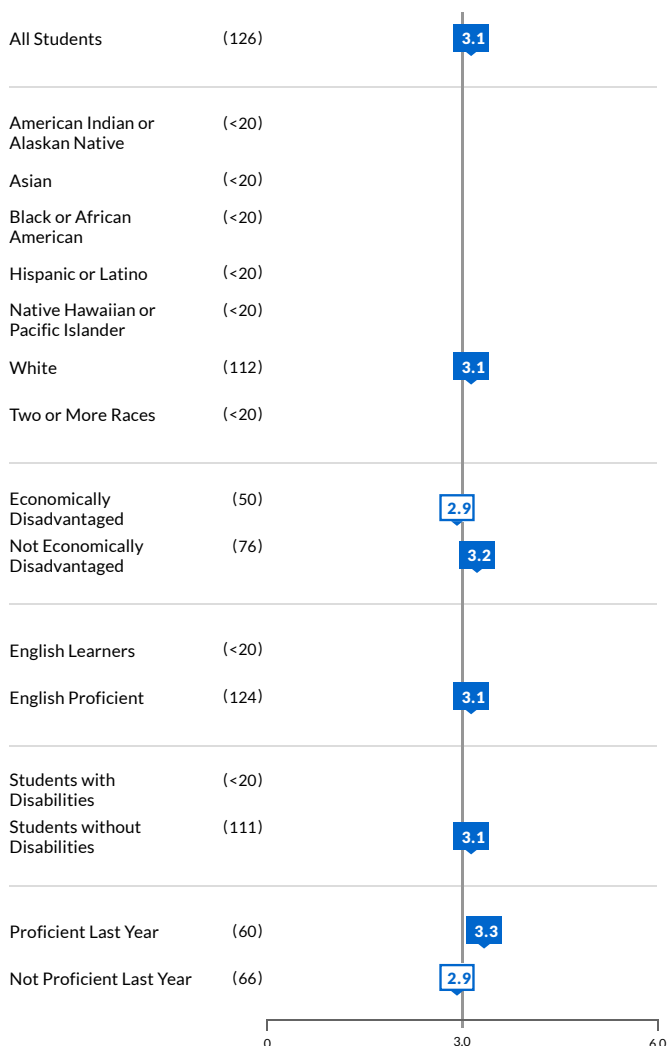 All Students (126) 3.1
American Indian or (<20)
Alaskan Native
Asian (<20)
Black or African (<20)
American
Hispanic or Latino (<20)
Native Hawaiian or (<20)
Pacific Islander
White (112) 3.1
Two or More Races (<20)
Economically (50) 2.9
Disadvantaged
Not Economically (76) 3.2
Disadvantaged
English Learners (<20)
English Proficient (124) 3.1
Students with (<20)
Disabilities
Students without (111) 3.1
Disabilities
Proficient Last Year (60) 3.3
Not Proficient Last Year (66) 2.9
0 3.0 6.0